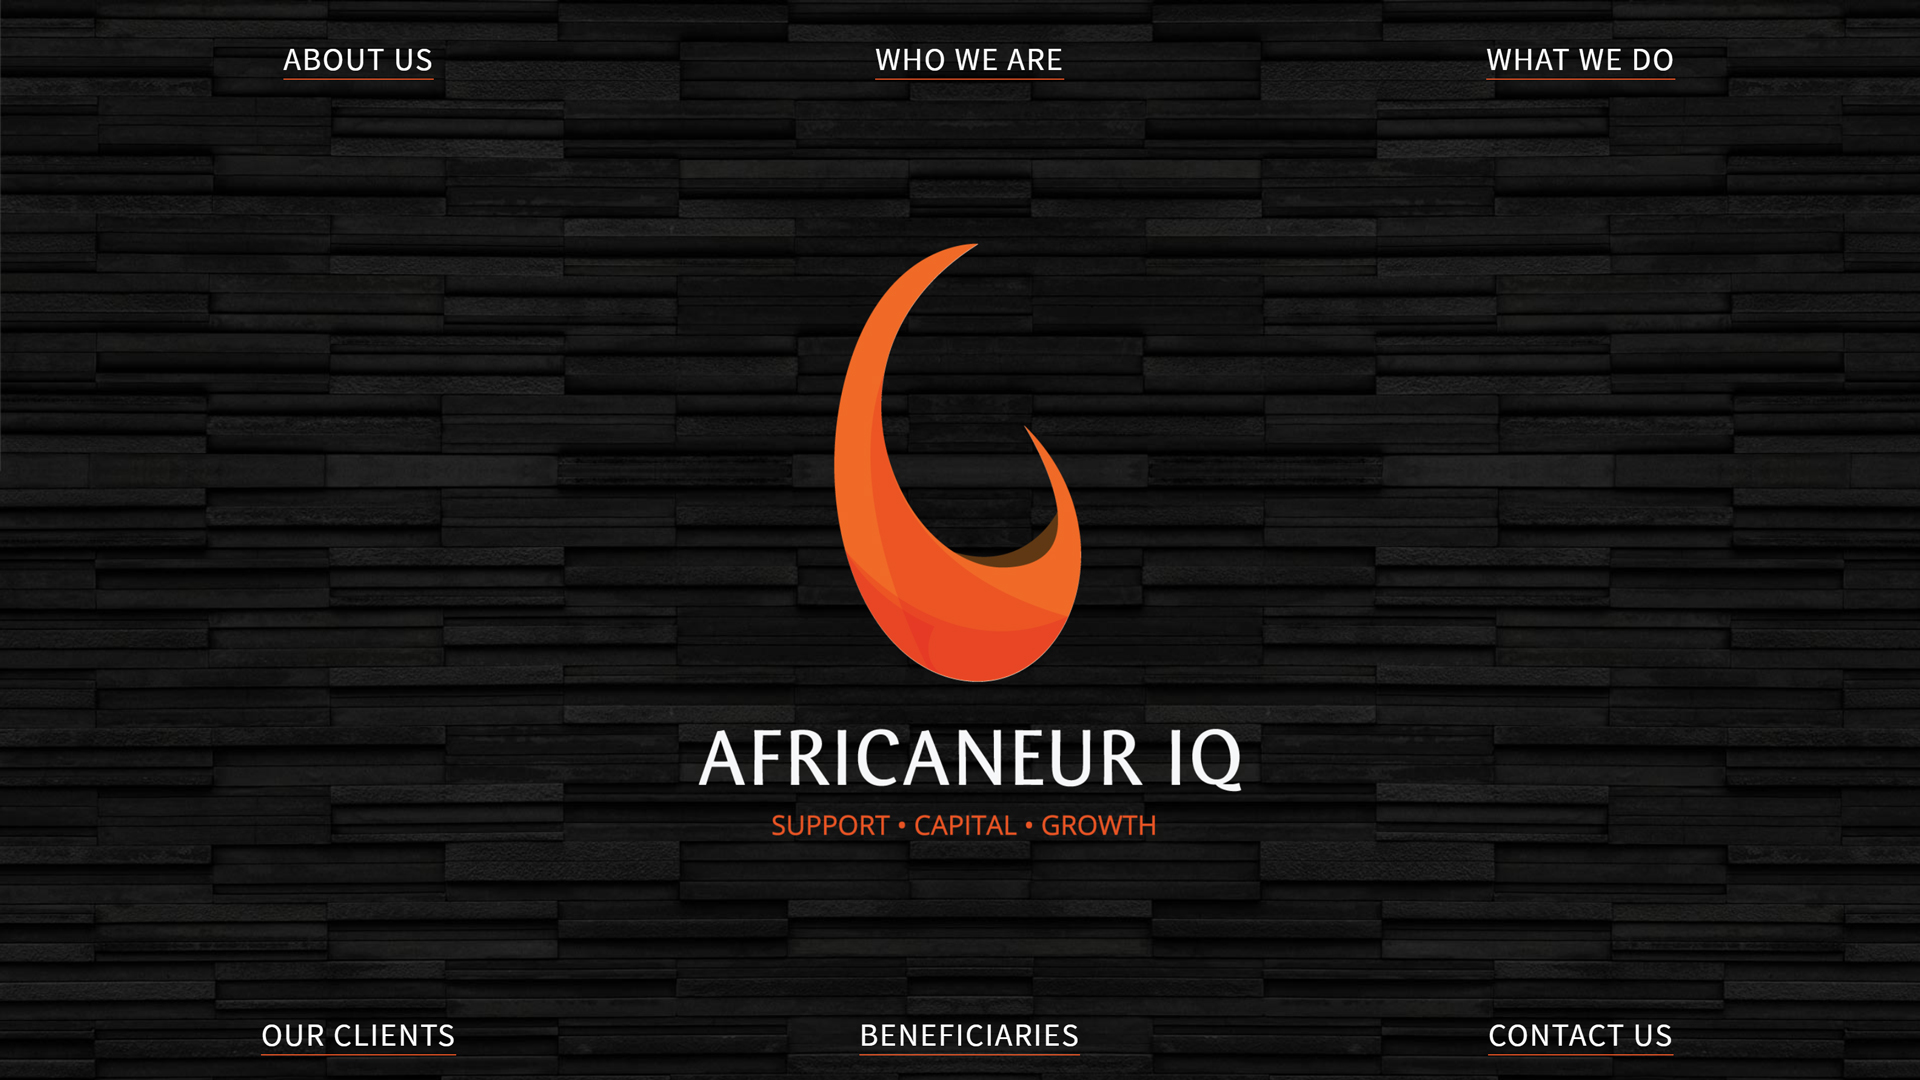 ABOUT US
WHO WE ARE
WHAT WE DO
AFRICANEUR IQ
SUPPORT • CAPITAL • GROWTH
OUR CLIENTS
BENEFICIARIES
CONTACT US